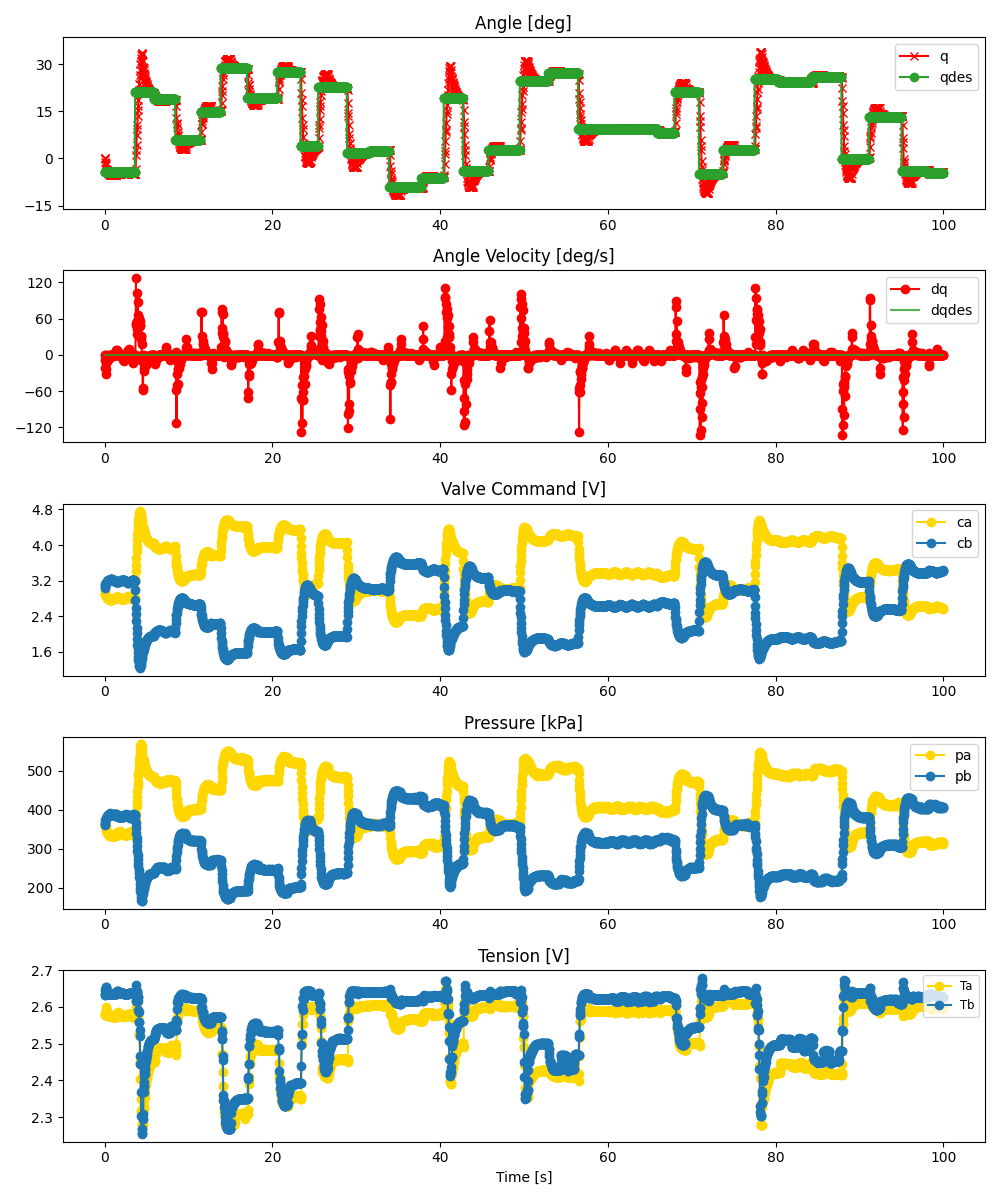 Angle [deg]
30
15
0
−15
q
qdes
0 20 40 60 80 100
Angle Velocity [deg/s]
120
60
0
−60
−120
dq
dqdes
0 20 40 60 80 100
Valve Command [V]
4.8
4.0
3.2
2.4
1.6
ca
cb
0 20 40 60 80 100
Pressure [kPa]
500
400
300
200
pa
pb
0 20 40 60 80 100
Tension [V]
2.7
2.6
2.5
2.4
2.3
Ta
Tb
0 20 40 60 80 100
Time [s]